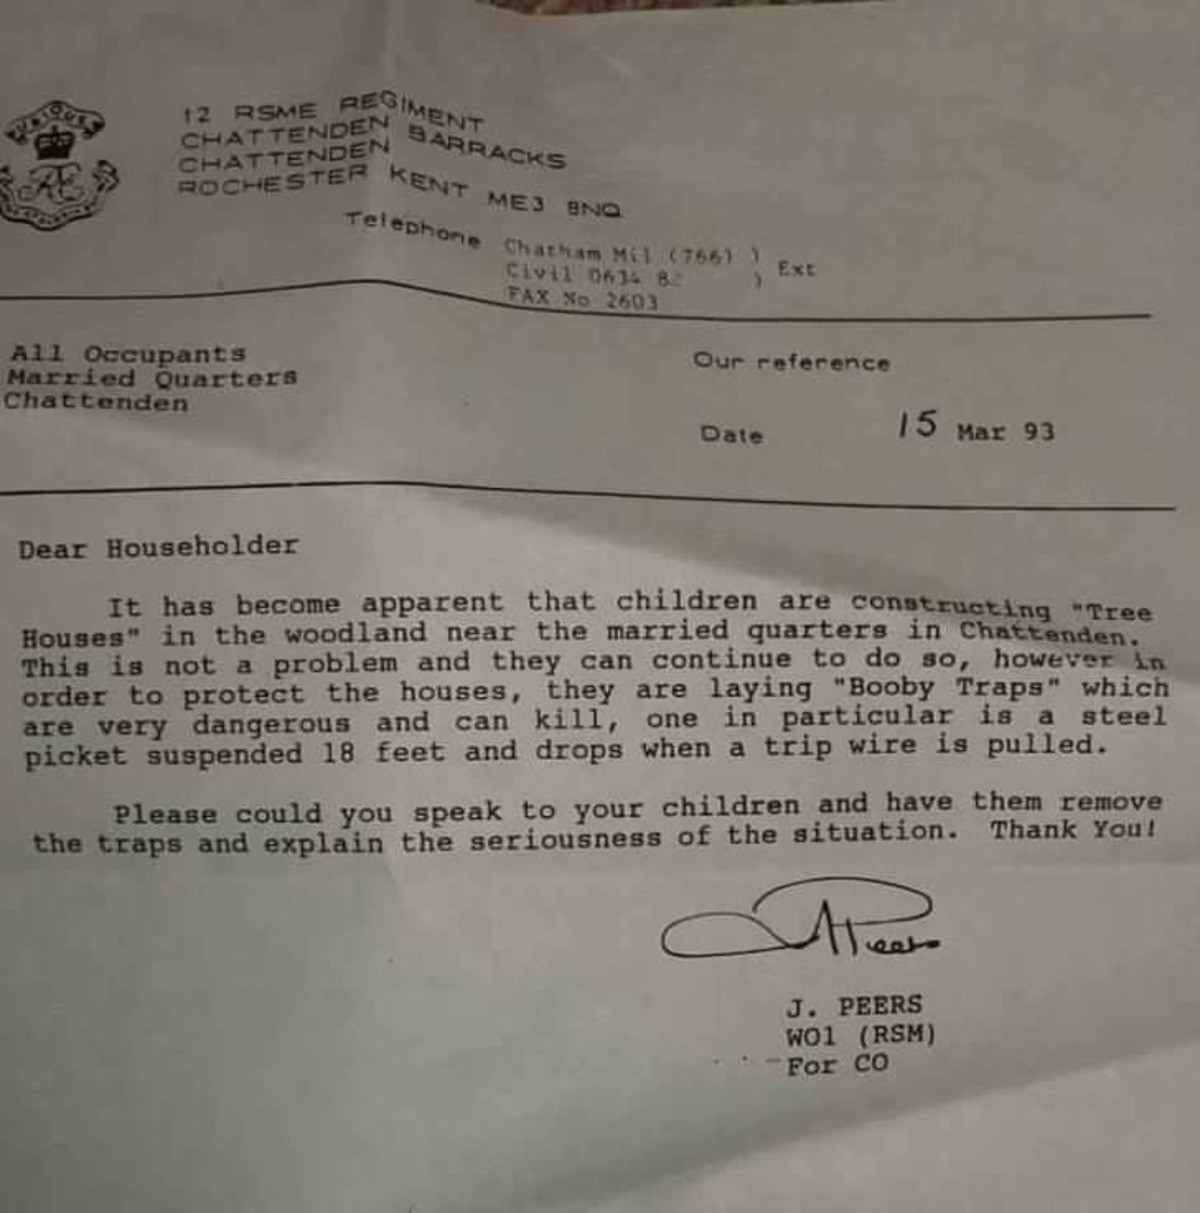 UBIQUE
12 RSME REGIMENT
CHATTENDEN BARRACKS
CHATTENDEN
ROCHESTER KENT ME3 8NQ
Telephone Chatham Mil (766) ) Ext
Civil 0634 82 )
FAX No 2603
All Occupants
Married Quarters
Chattenden
Our reference
Date 15 Mar 93
Dear Householder
It has become apparent that children are constructing "Tree
Houses" in the woodland near the married quarters in Chattenden.
This is not a problem and they can continue to do so, however in
order to protect the houses, they are laying "Booby Traps" which
are very dangerous and can kill, one in particular is a steel
picket suspended 18 feet and drops when a trip wire is pulled.
Please could you speak to your children and have them remove
the traps and explain the seriousness of the situation. Thank You!
J Peers
J. PEERS
WO1 (RSM)
For CO